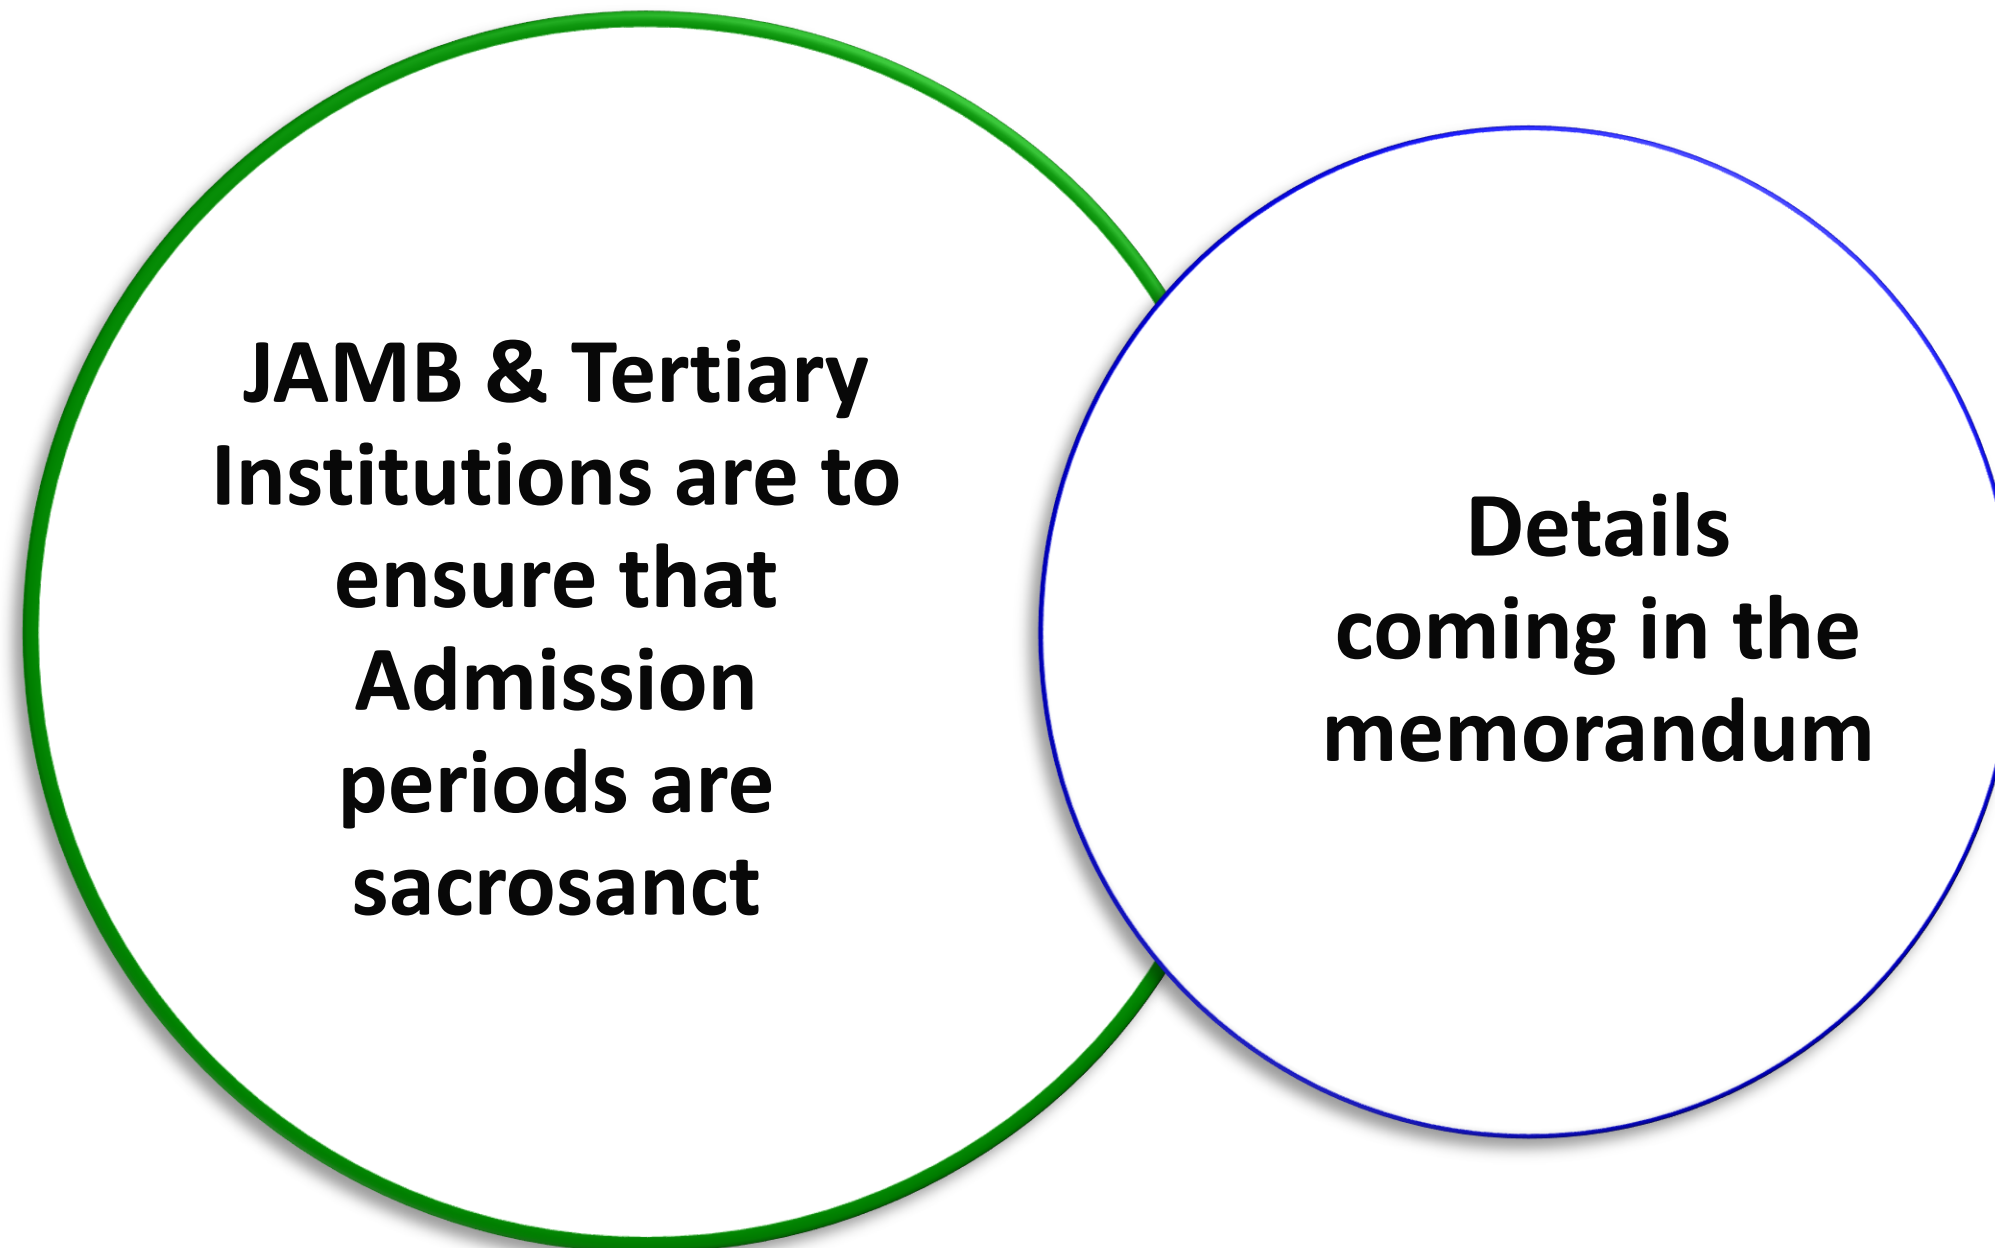 JAMB & Tertiary
Institutions are to
ensure that
Admission
periods are
sacrosanct
Details
coming in the
memorandum